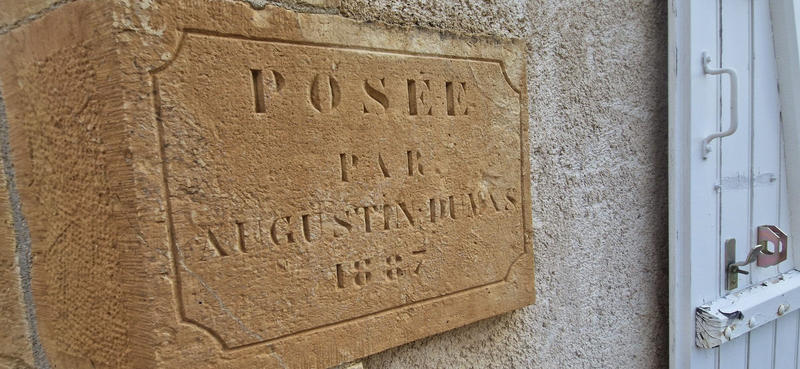 POSÉE
PAR
AUGUSTIN·DUMAS
1887